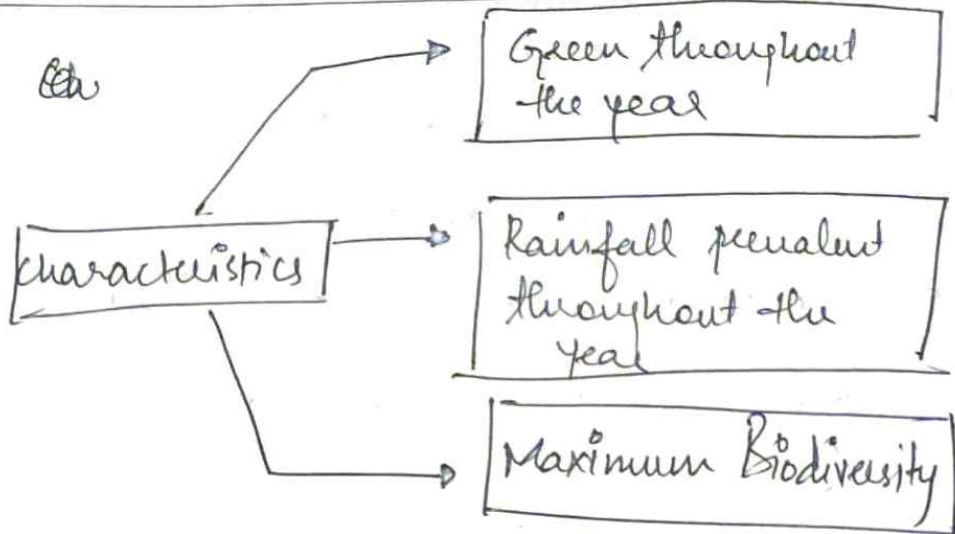 Green throughout
the year
characteristics
Rainfall prevalent
throughout the
year
Maximum Biodiversity